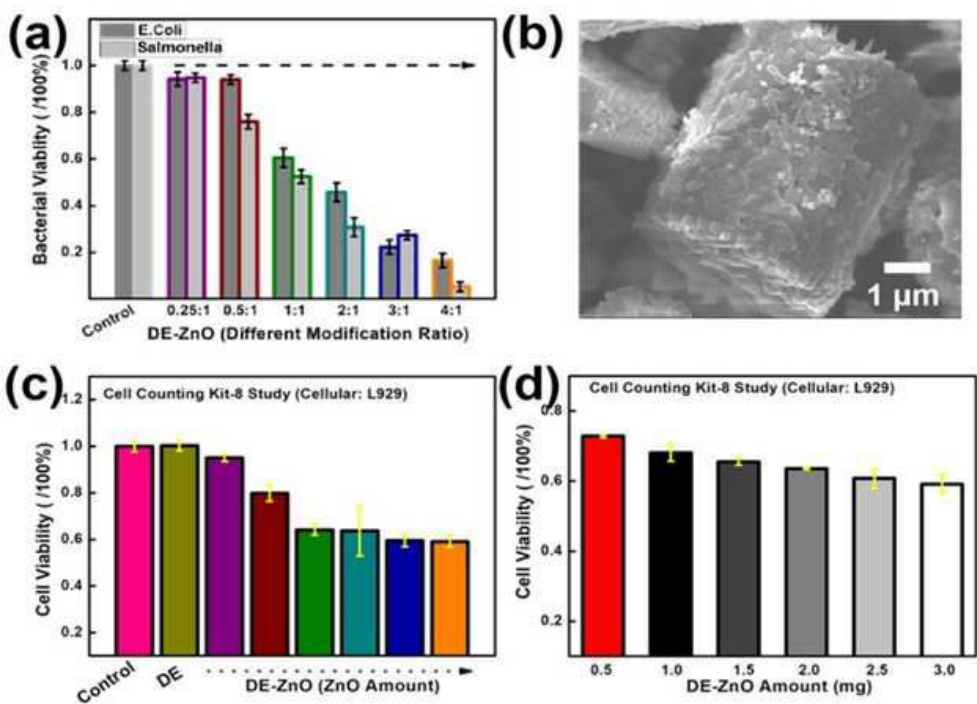 (a)
E.Coli
Salmonella
1.0
0.8
0.6
0.4
0.2
Bacterial Viablity ( /100%)
Control
0.25:1 0.5:1 1:1 2:1 3:1 4:1
DE-ZnO (Different Modification Ratio)
(b)
1 µm
(c)
Cell Counting Kit-8 Study (Cellular: L929)
1.2
1.0
0.8
0.6
0.4
0.2
Cell Viability ( /100%)
Control
DE
DE-ZnO (ZnO Amount)
(d)
Cell Counting Kit-8 Study (Cellular: L929)
0.8
0.6
0.4
0.2
Cell Viability ( /100%)
0.5 1.0 1.5 2.0 2.5 3.0
DE-ZnO Amount (mg)